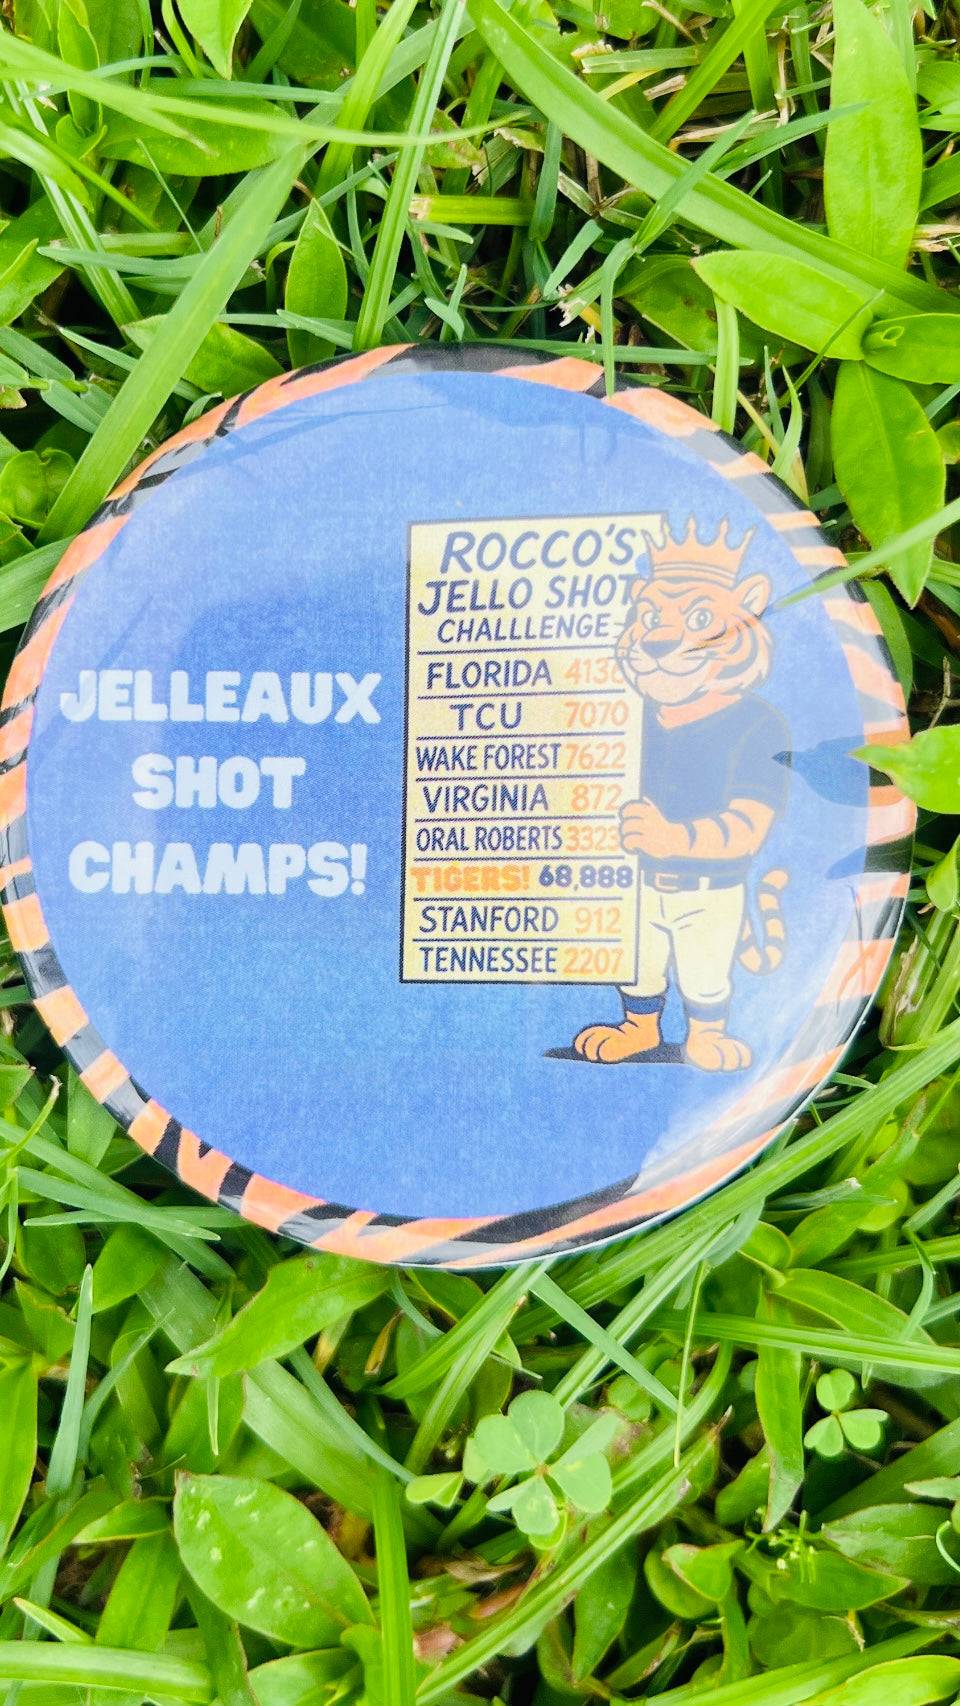 JELLEAUX
SHOT
CHAMPS!
ROCCO'S
JELLO SHOT
CHALLLENGE
FLORIDA
TCU 7070
WAKE FOREST 7622
VIRGINIA 872
ORAL ROBERTS 3323
TIGERS! 68,888
STANFORD 912
TENNESSEE 2207